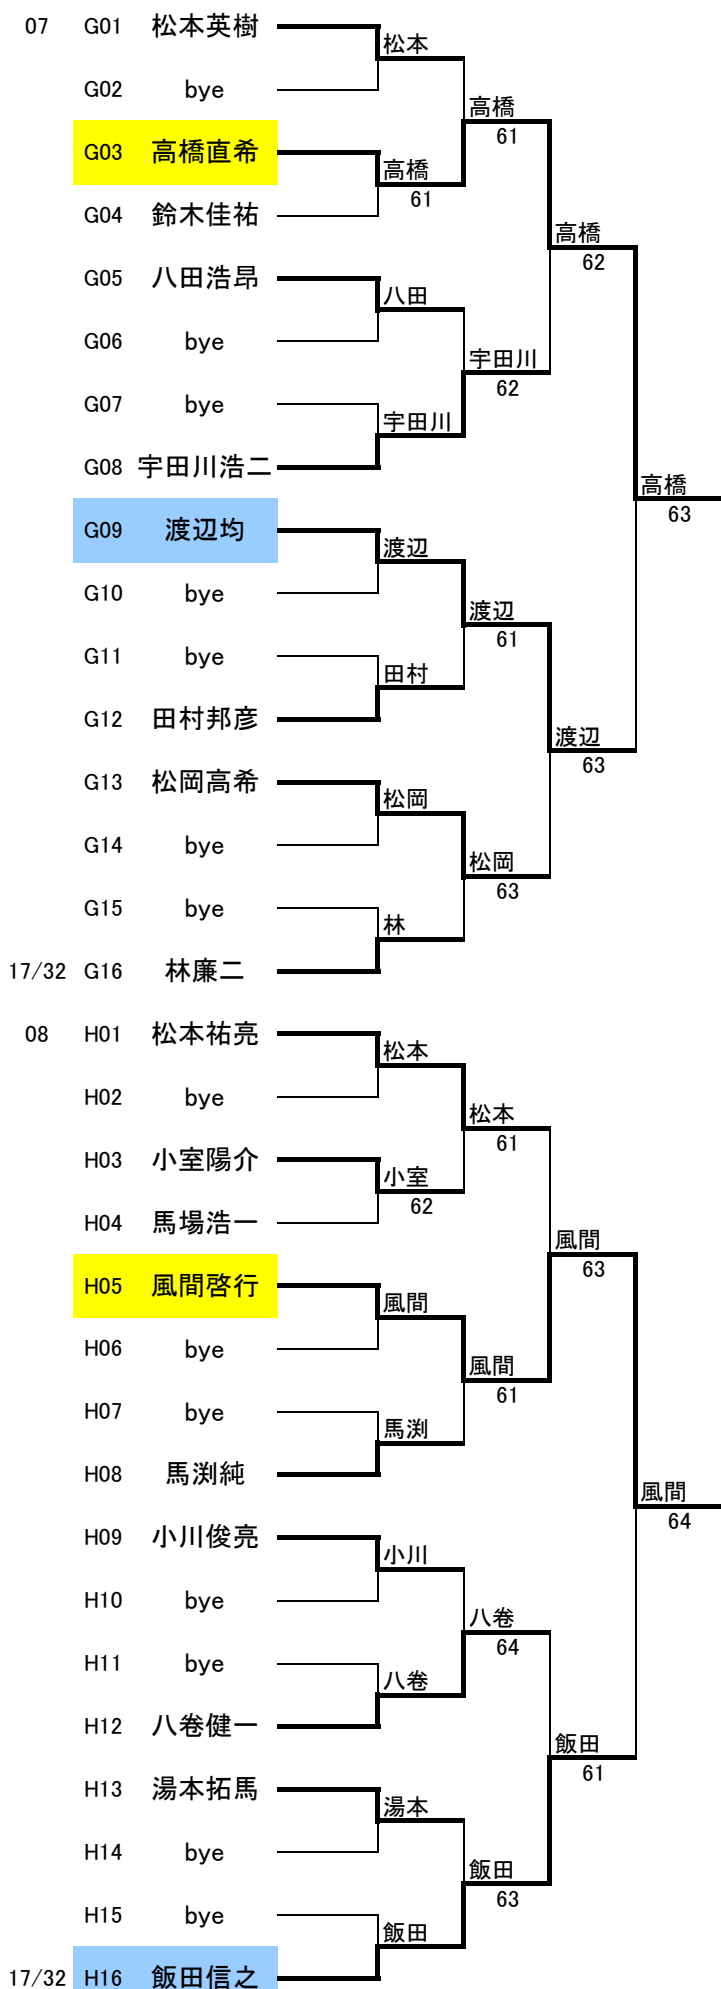 07 G01 松本英樹
松本
G02 bye
高橋
61
G03 高橋直希
高橋
61
G04 鈴木佳祐
高橋
62
G05 八田浩昂
八田
G06 bye
宇田川
62
G07 bye
宇田川
G08 宇田川浩二
高橋
63
G09 渡辺均
渡辺
G10 bye
渡辺
61
G11 bye
田村
G12 田村邦彦
渡辺
63
G13 松岡高希
松岡
G14 bye
松岡
63
G15 bye
林
17/32 G16 林廉二
08 H01 松本祐亮
松本
H02 bye
松本
61
H03 小室陽介
小室
62
H04 馬場浩一
風間
63
H05 風間啓行
風間
H06 bye
風間
61
H07 bye
馬渕
H08 馬渕純
風間
64
H09 小川俊亮
小川
H10 bye
八巻
64
H11 bye
八巻
H12 八巻健一
飯田
61
H13 湯本拓馬
湯本
H14 bye
飯田
63
H15 bye
飯田
17/32 H16 飯田信之